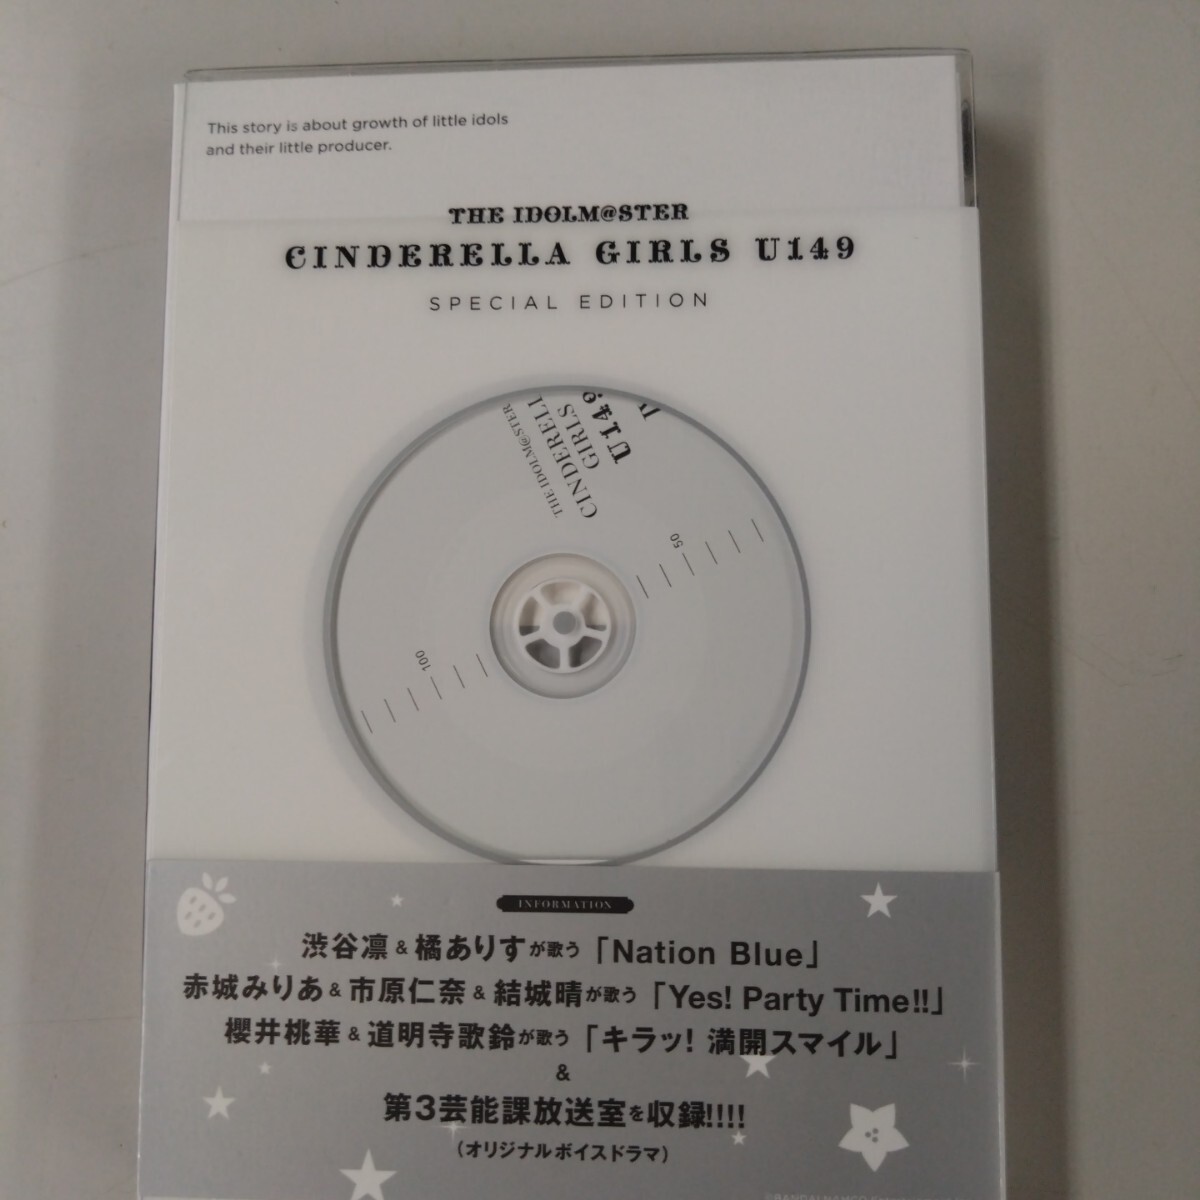 This story is about growth of little idols
and their little producer.
THE IDOLM@STER
CINDERELLA GIRLS U149
SPECIAL EDITION
THE IDOLM@STER
CINDERELL
GIRLS
U149
50
100
INFORMATION
渋谷凛&橘ありすが歌う「Nation Blue」
赤城みりあ&市原仁奈&結城晴が歌う「Yes! Party Time!!」
櫻井桃華&道明寺歌鈴が歌う「キラッ! 満開スマイル」
&
第3芸能課放送室を収録!!!!
(オリジナルボイスドラマ)